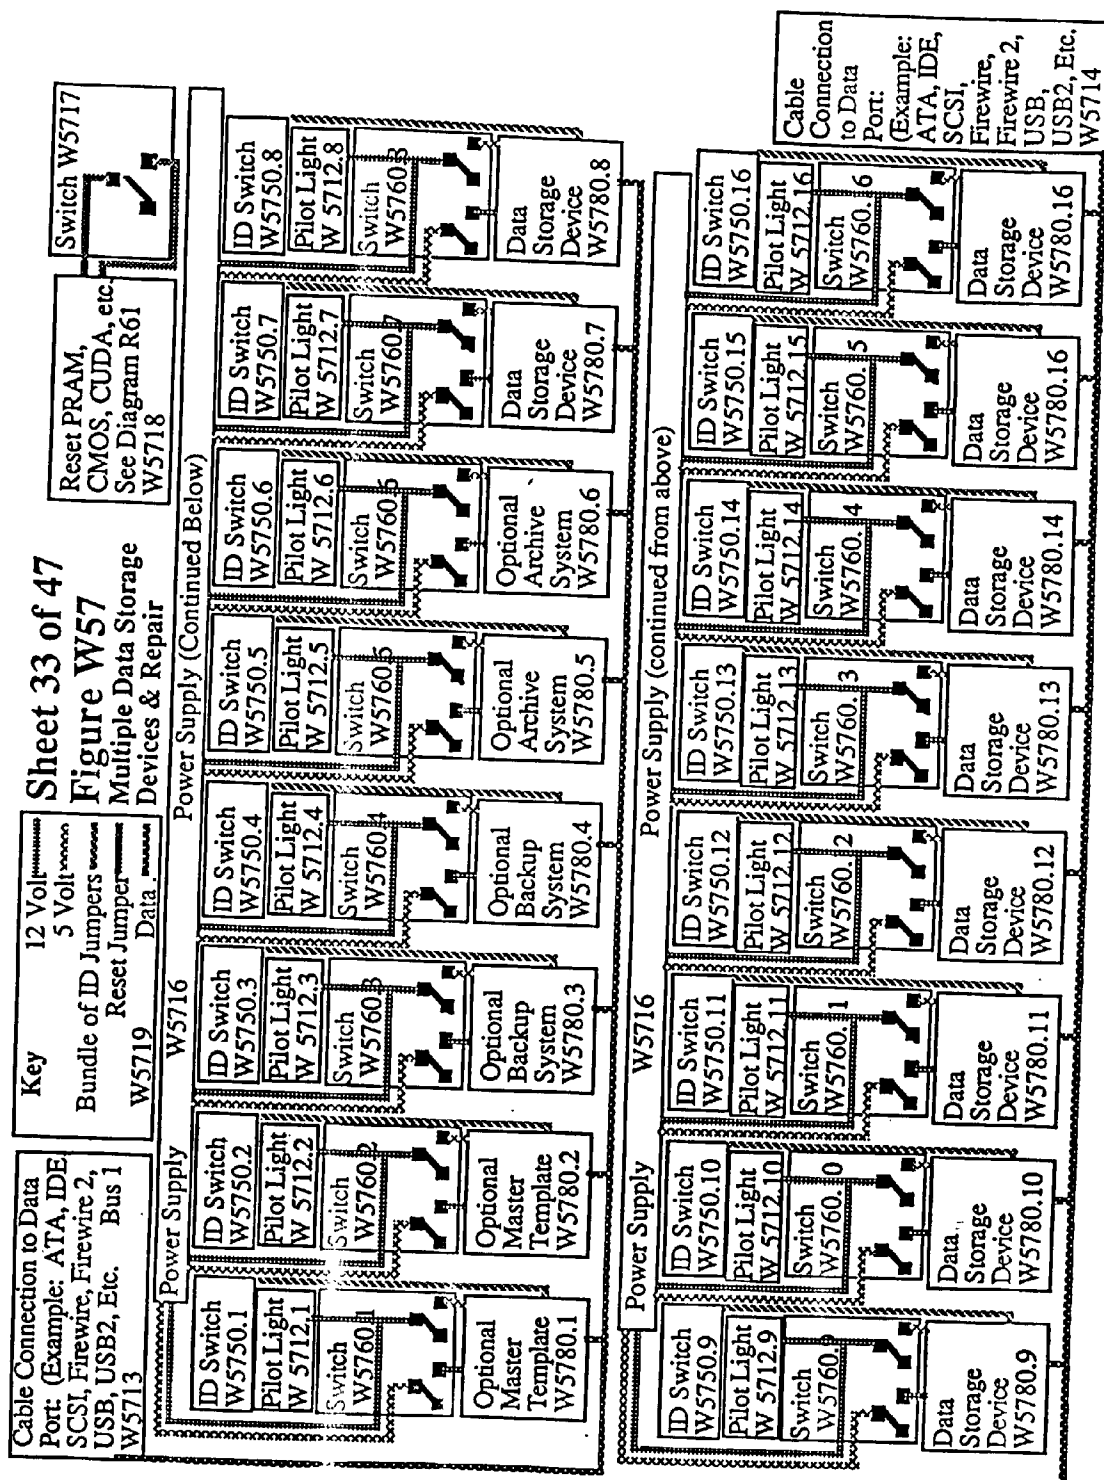 Cable Connection to Data
Port: (Example: ATA, IDE
SCSI, Firewire, Firewire 2,
USB, USB2, Etc. Bus 1
W5713
Key
12 Volt
5 Volt
Bundle of ID Jumpers
Reset Jumper
W5719 Data
Sheet 33 of 47
Figure W57
Multiple Data Storage
Devices & Repair
Reset PRAM,
CMOS, CUDA, etc.
See Diagram R61
W5718
Switch W5717
Power Supply W5716 Power Supply (Continued Below)
ID Switch
W5750.1
Pilot Light
W 5712.1
Switch
W5760.1
Optional
Master
Template
W5780.1
ID Switch
W5750.2
Pilot Light
W 5712.2
Switch
W5760.2
Optional
Master
Template
W5780.2
ID Switch
W5750.3
Pilot Light
W 5712.3
Switch
W5760.3
Optional
Backup
System
W5780.3
ID Switch
W5750.4
Pilot Light
W 5712.4
Switch
W5760.4
Optional
Backup
System
W5780.4
ID Switch
W5750.5
Pilot Light
W 5712.5
Switch
W5760.5
Optional
Archive
System
W5780.5
ID Switch
W5750.6
Pilot Light
W 5712.6
Switch
W5760.6
Optional
Archive
System
W5780.6
ID Switch
W5750.7
Pilot Light
W 5712.7
Switch
W5760.7
Data
Storage
Device
W5780.7
ID Switch
W5750.8
Pilot Light
W 5712.8
Switch
W5760.8
Data
Storage
Device
W5780.8
Power Supply W5716 Power Supply (continued from above)
ID Switch
W5750.9
Pilot Light
W 5712.9
Switch
W5760.9
Data
Storage
Device
W5780.9
ID Switch
W5750.10
Pilot Light
W 5712.10
Switch
W5760. 0
Data
Storage
Device
W5780.10
ID Switch
W5750.11
Pilot Light
W 5712.11
Switch
W5760. 1
Data
Storage
Device
W5780.11
ID Switch
W5750.12
Pilot Light
W 5712.12
Switch
W5760. 2
Data
Storage
Device
W5780.12
ID Switch
W5750.13
Pilot Light
W 5712.13
Switch
W5760. 3
Data
Storage
Device
W5780.13
ID Switch
W5750.14
Pilot Light
W 5712.14
Switch
W5760. 4
Data
Storage
Device
W5780.14
ID Switch
W5750.15
Pilot Light
W 5712.15
Switch
W5760. 5
Data
Storage
Device
W5780.16
ID Switch
W5750.16
Pilot Light
W 5712.16
Switch
W5760. 6
Data
Storage
Device
W5780.16
Cable
Connection
to Data
Port:
(Example:
ATA, IDE,
SCSI,
Firewire,
Firewire 2,
USB,
USB2, Etc.
W5714